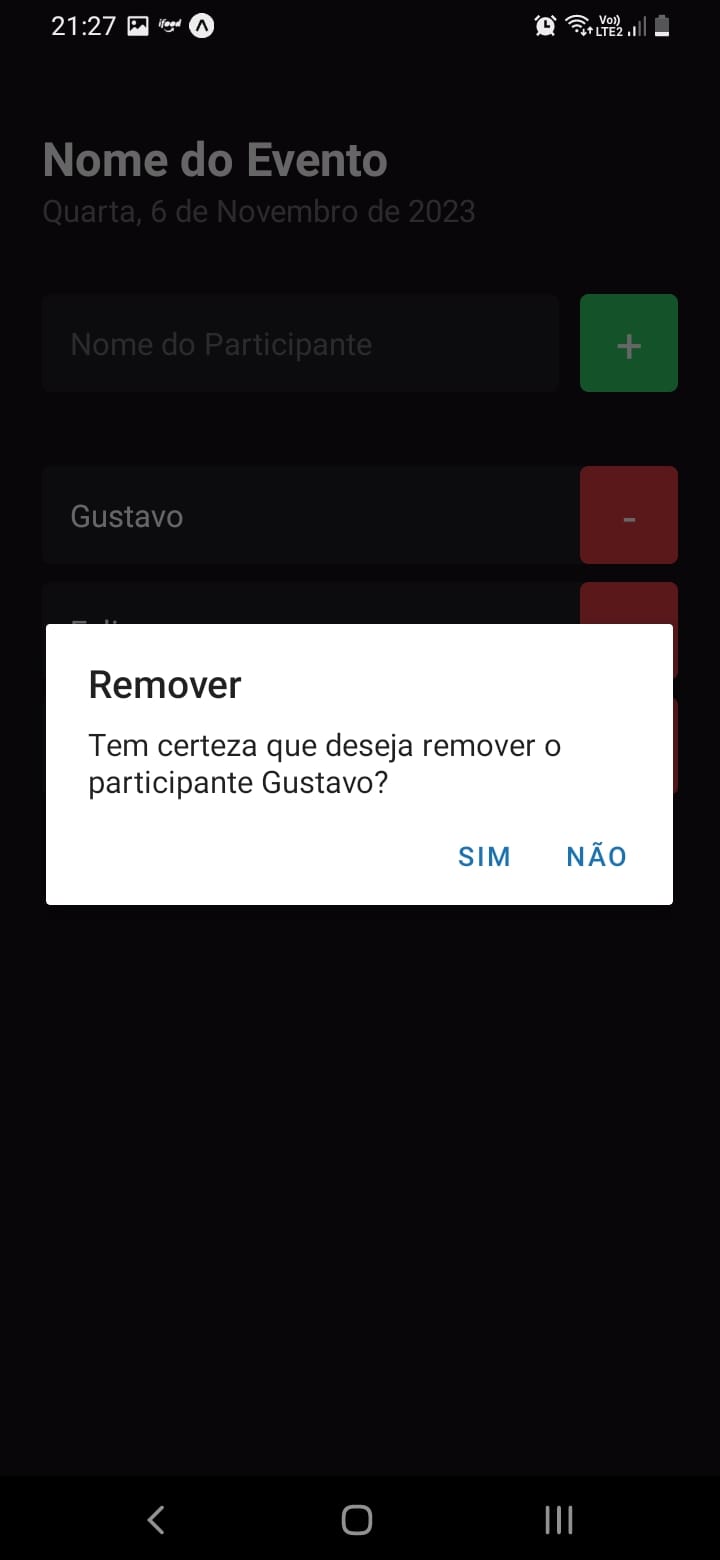 21:27 ifood Vo)) LTE2
Nome do Evento
Quarta, 6 de Novembro de 2023
Nome do Participante
+
Gustavo
-
Remover
Tem certeza que deseja remover o
participante Gustavo?
SIM NÃO